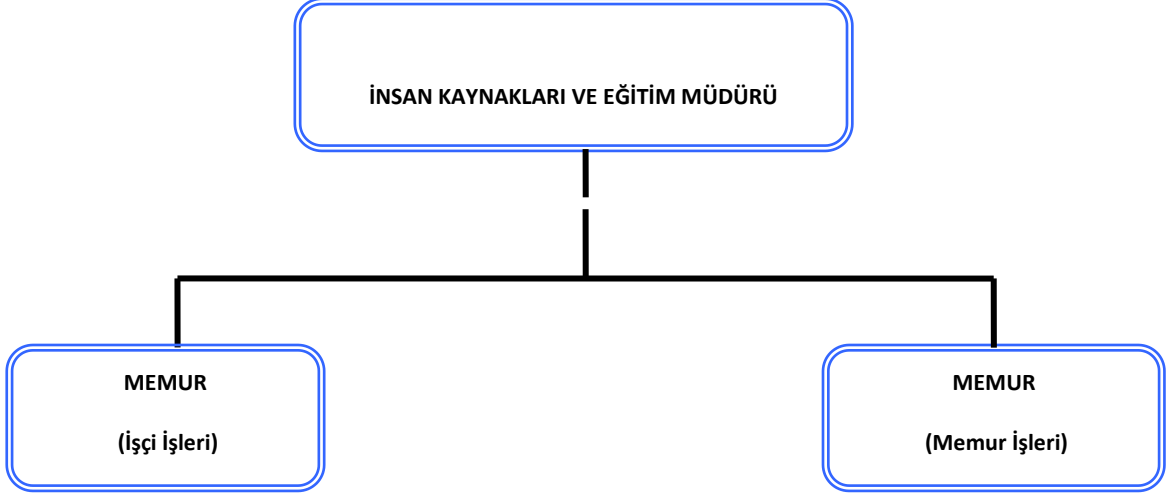 İNSAN KAYNAKLARI VE EĞİTİM MÜDÜRÜ
MEMUR
(İşçi İşleri)
MEMUR
(Memur İşleri)